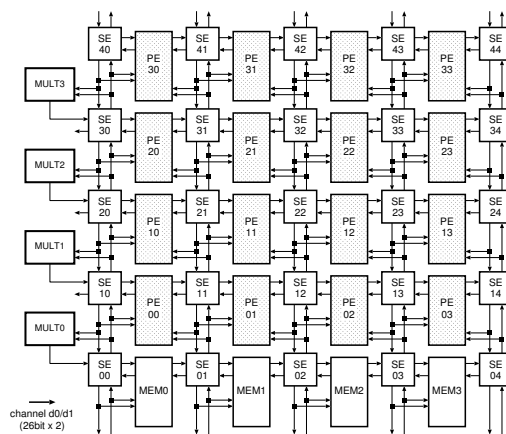 SE 40 SE 41 SE 42 SE 43 SE 44
PE 30 PE 31 PE 32 PE 33
MULT3
SE 30 SE 31 SE 32 SE 33 SE 34
PE 20 PE 21 PE 22 PE 23
MULT2
SE 20 SE 21 SE 22 SE 23 SE 24
PE 10 PE 11 PE 12 PE 13
MULT1
SE 10 SE 11 SE 12 SE 13 SE 14
PE 00 PE 01 PE 02 PE 03
MULT0
SE 00 SE 01 SE 02 SE 03 SE 04
MEM0 MEM1 MEM2 MEM3
channel d0/d1
(26bit x 2)